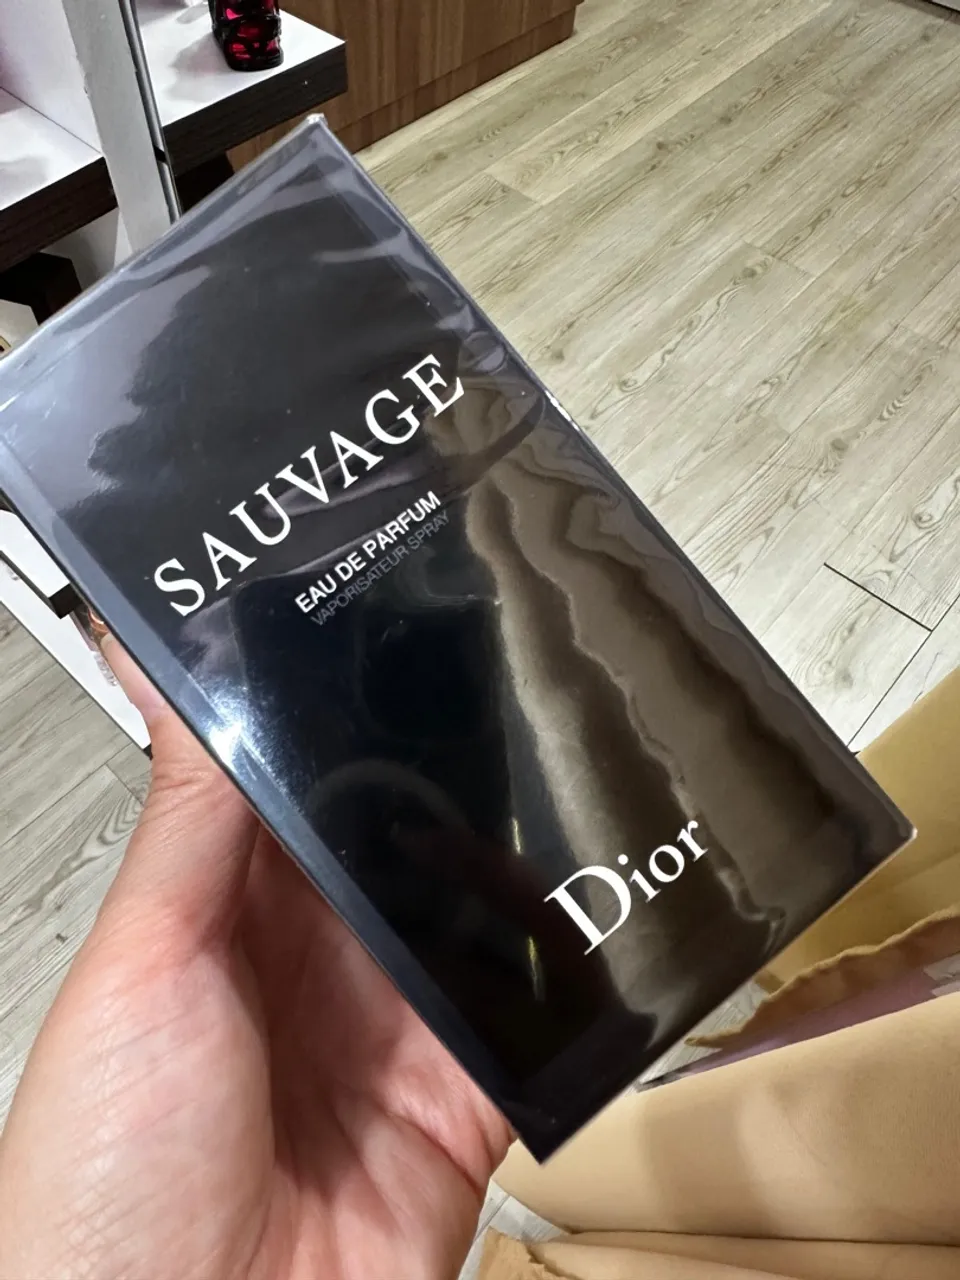 SAUVAGE
EAU DE PARFUM
VAPORISATEUR SPRAY
Dior